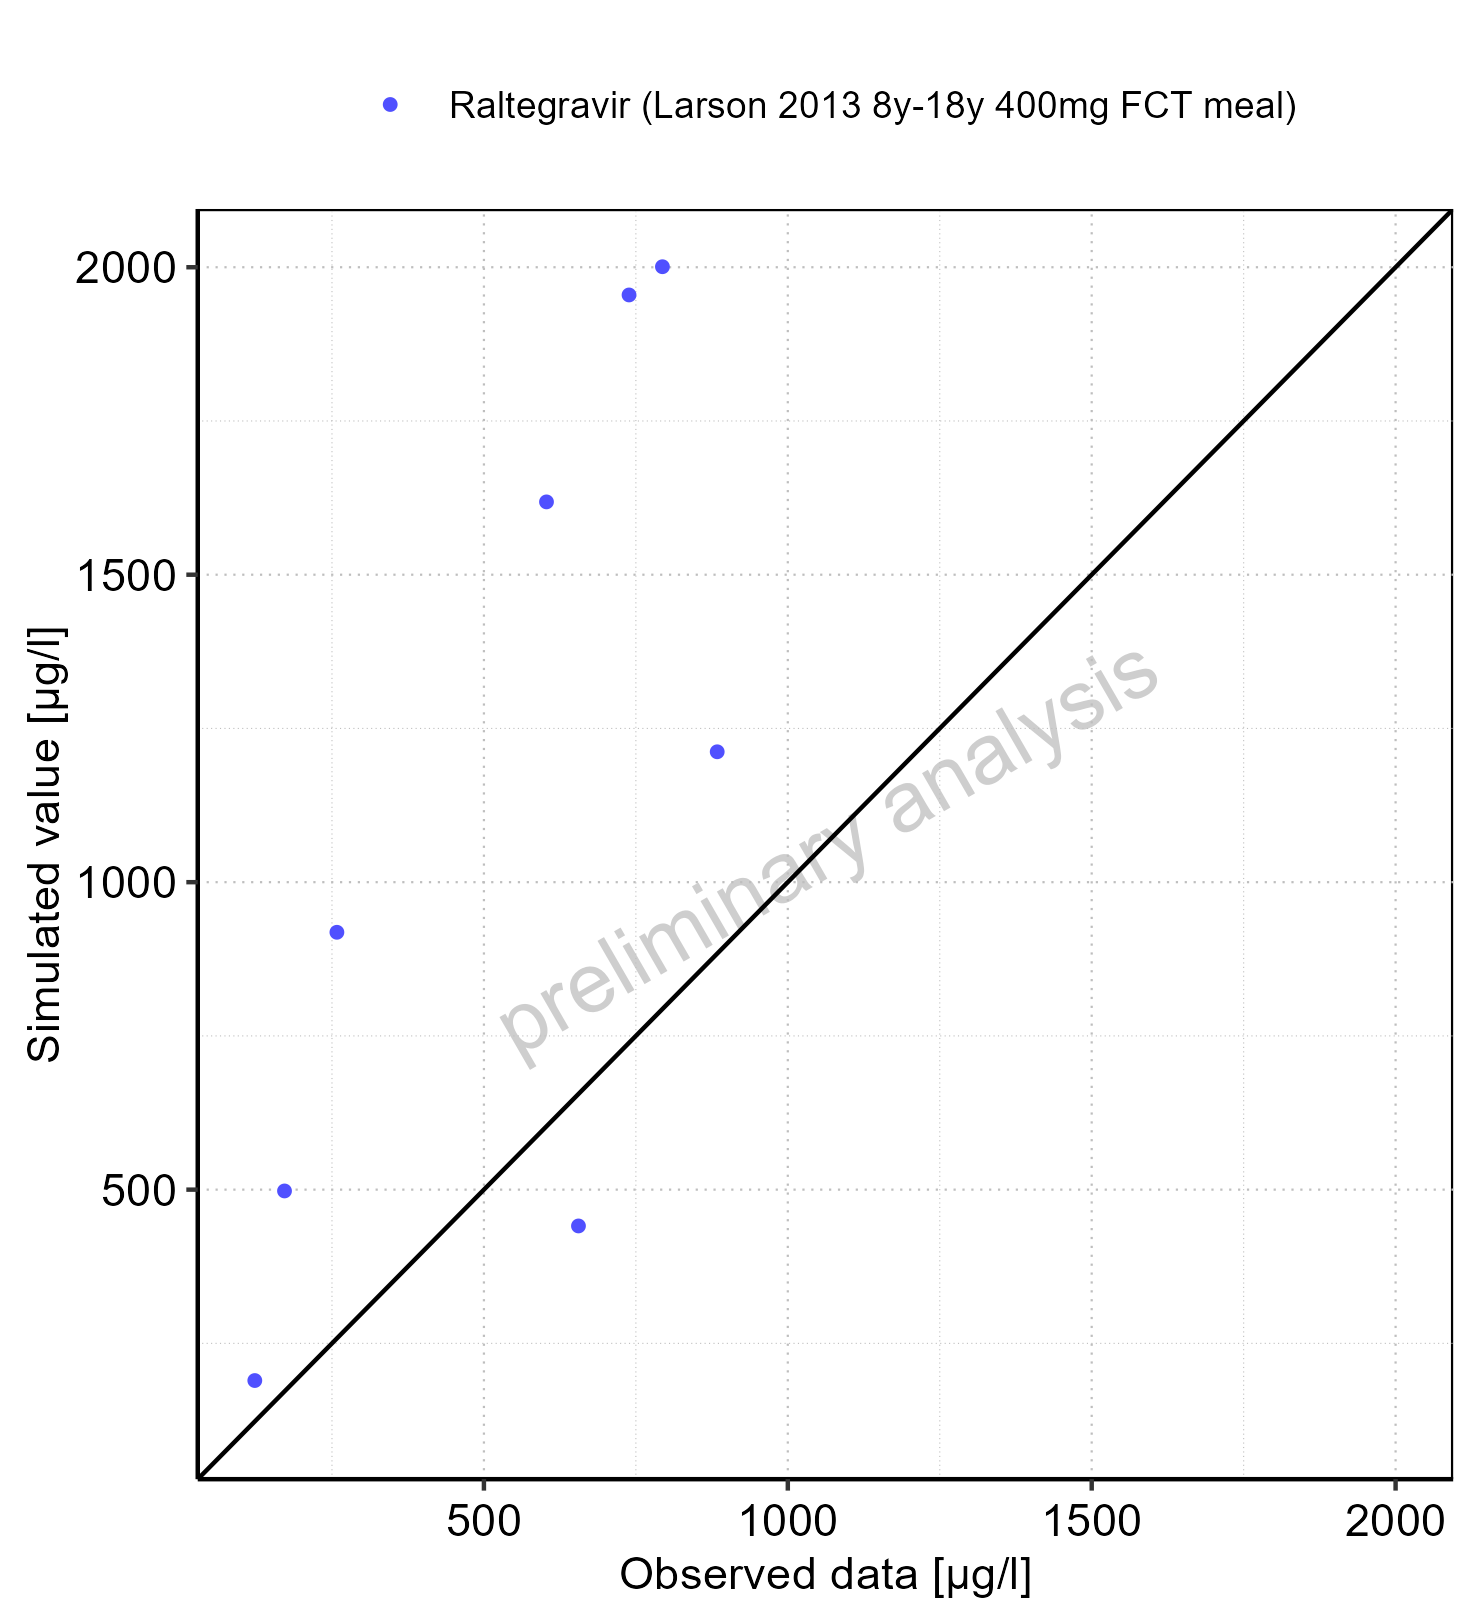 Raltegravir (Larson 2013 8y-18y 400mg FCT meal)
2000
1500
1000
500
Simulated value [µg/l]
preliminary analysis
500 1000 1500 2000
Observed data [µg/l]